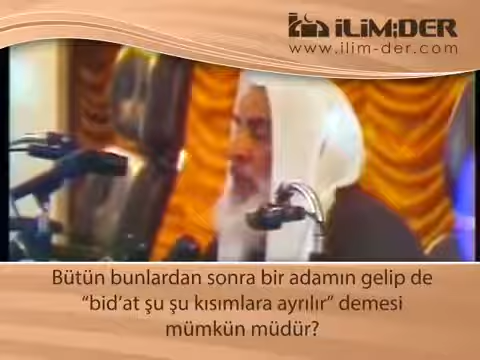 iLiM:DER
www.ilim-der.com
Bütün bunlardan sonra bir adamın gelip de
“bid’at şu şu kısımlara ayrılır” demesi
mümkün müdür?